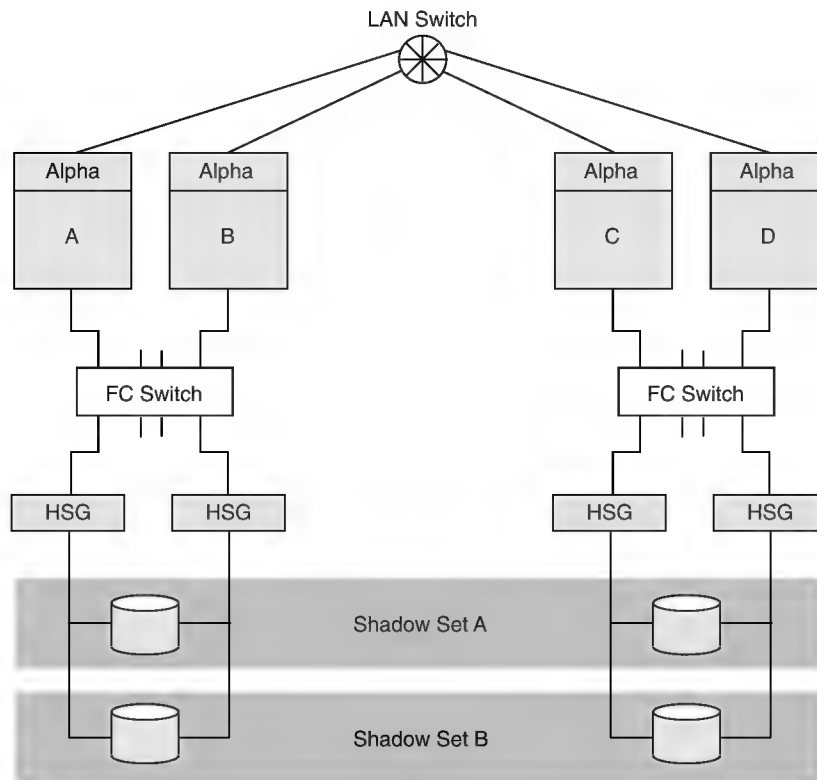 LAN Switch
Alpha
Alpha
Alpha
Alpha
A
B
C
D
FC Switch
FC Switch
HSG
HSG
HSG
HSG
Shadow Set A
Shadow Set B